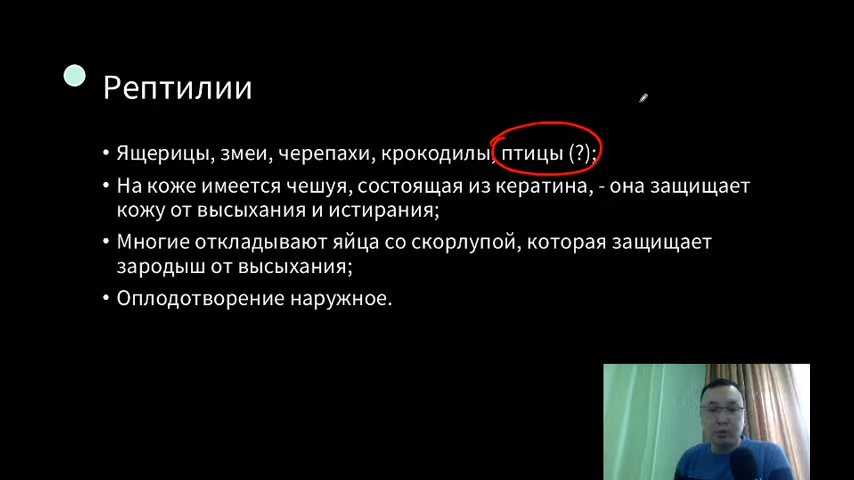 Рептилии
• Ящерицы, змеи, черепахи, крокодилы, птицы (?);
• На коже имеется чешуя, состоящая из кератина, - она защищает
кожу от высыхания и истирания;
• Многие откладывают яйца со скорлупой, которая защищает
зародыш от высыхания;
• Оплодотворение наружное.